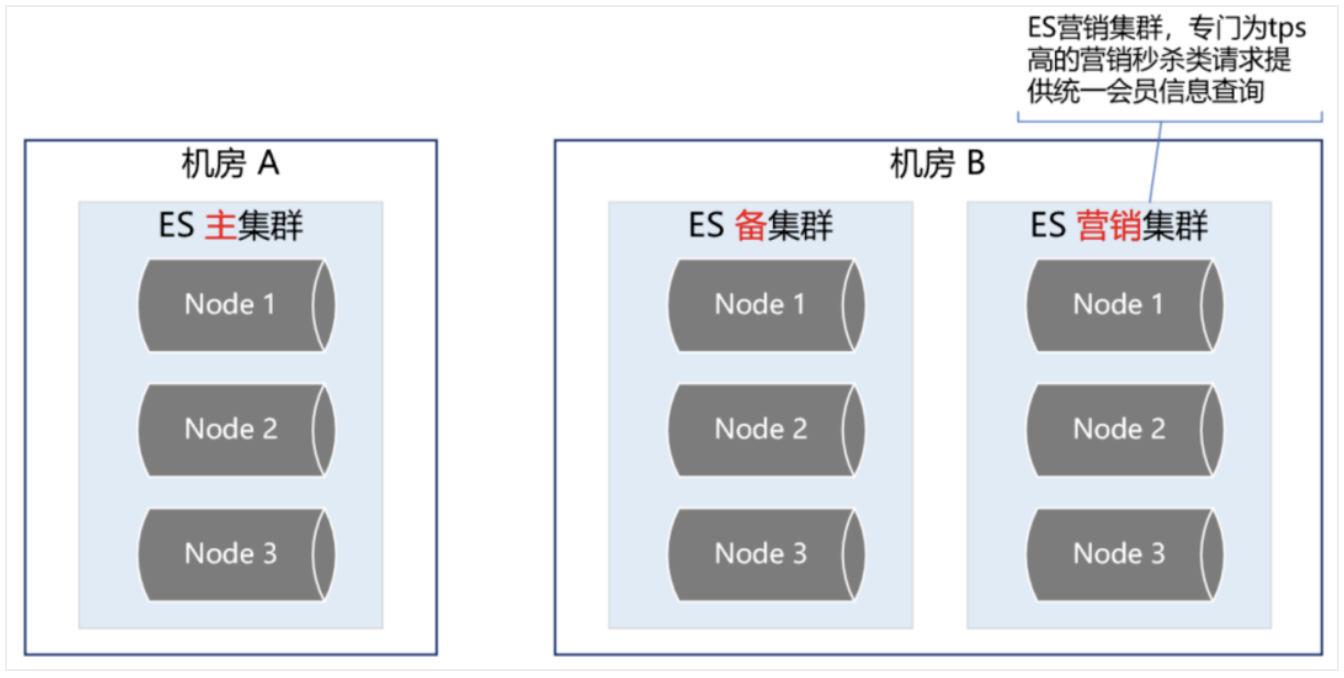 ES营销集群，专门为tps
高的营销秒杀类请求提
供统一会员信息查询
机房 A
ES 主集群
Node 1
Node 2
Node 3
机房 B
ES 备集群
Node 1
Node 2
Node 3
ES 营销集群
Node 1
Node 2
Node 3